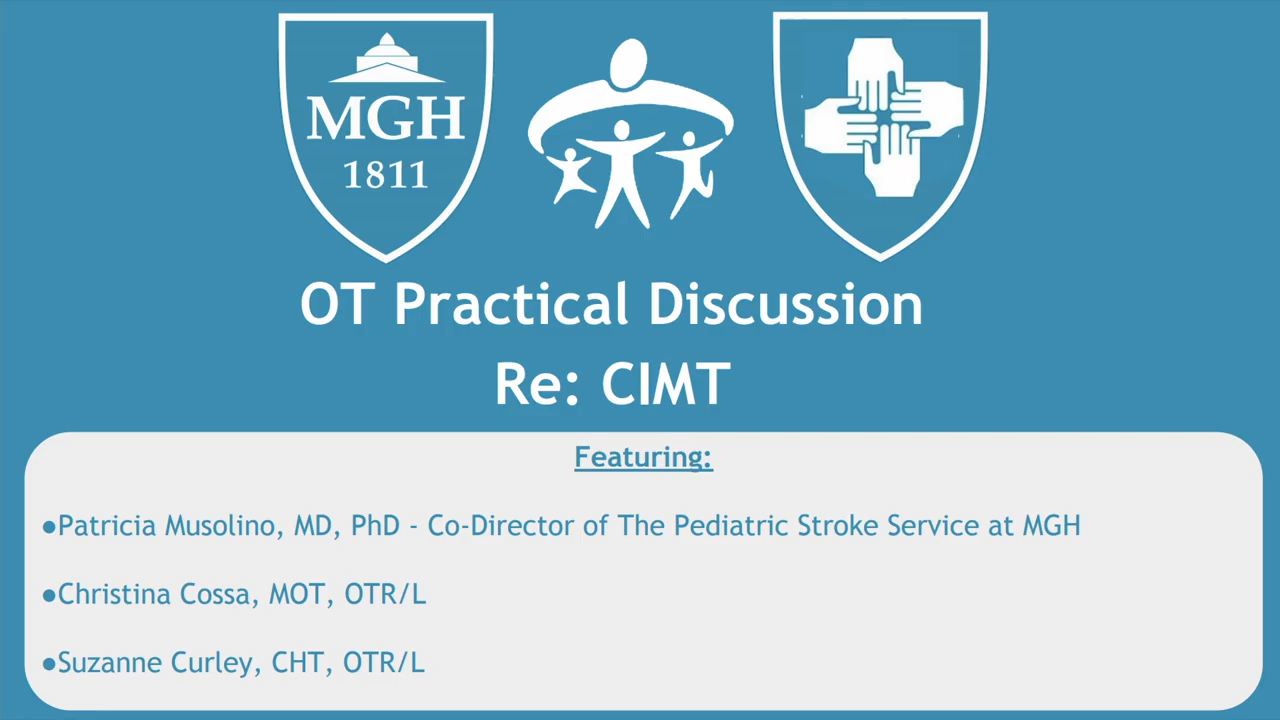 MGH
1811
OT Practical Discussion
Re: CIMT
Featuring:
●Patricia Musolino, MD, PhD - Co-Director of The Pediatric Stroke Service at MGH
●Christina Cossa, MOT, OTR/L
●Suzanne Curley, CHT, OTR/L